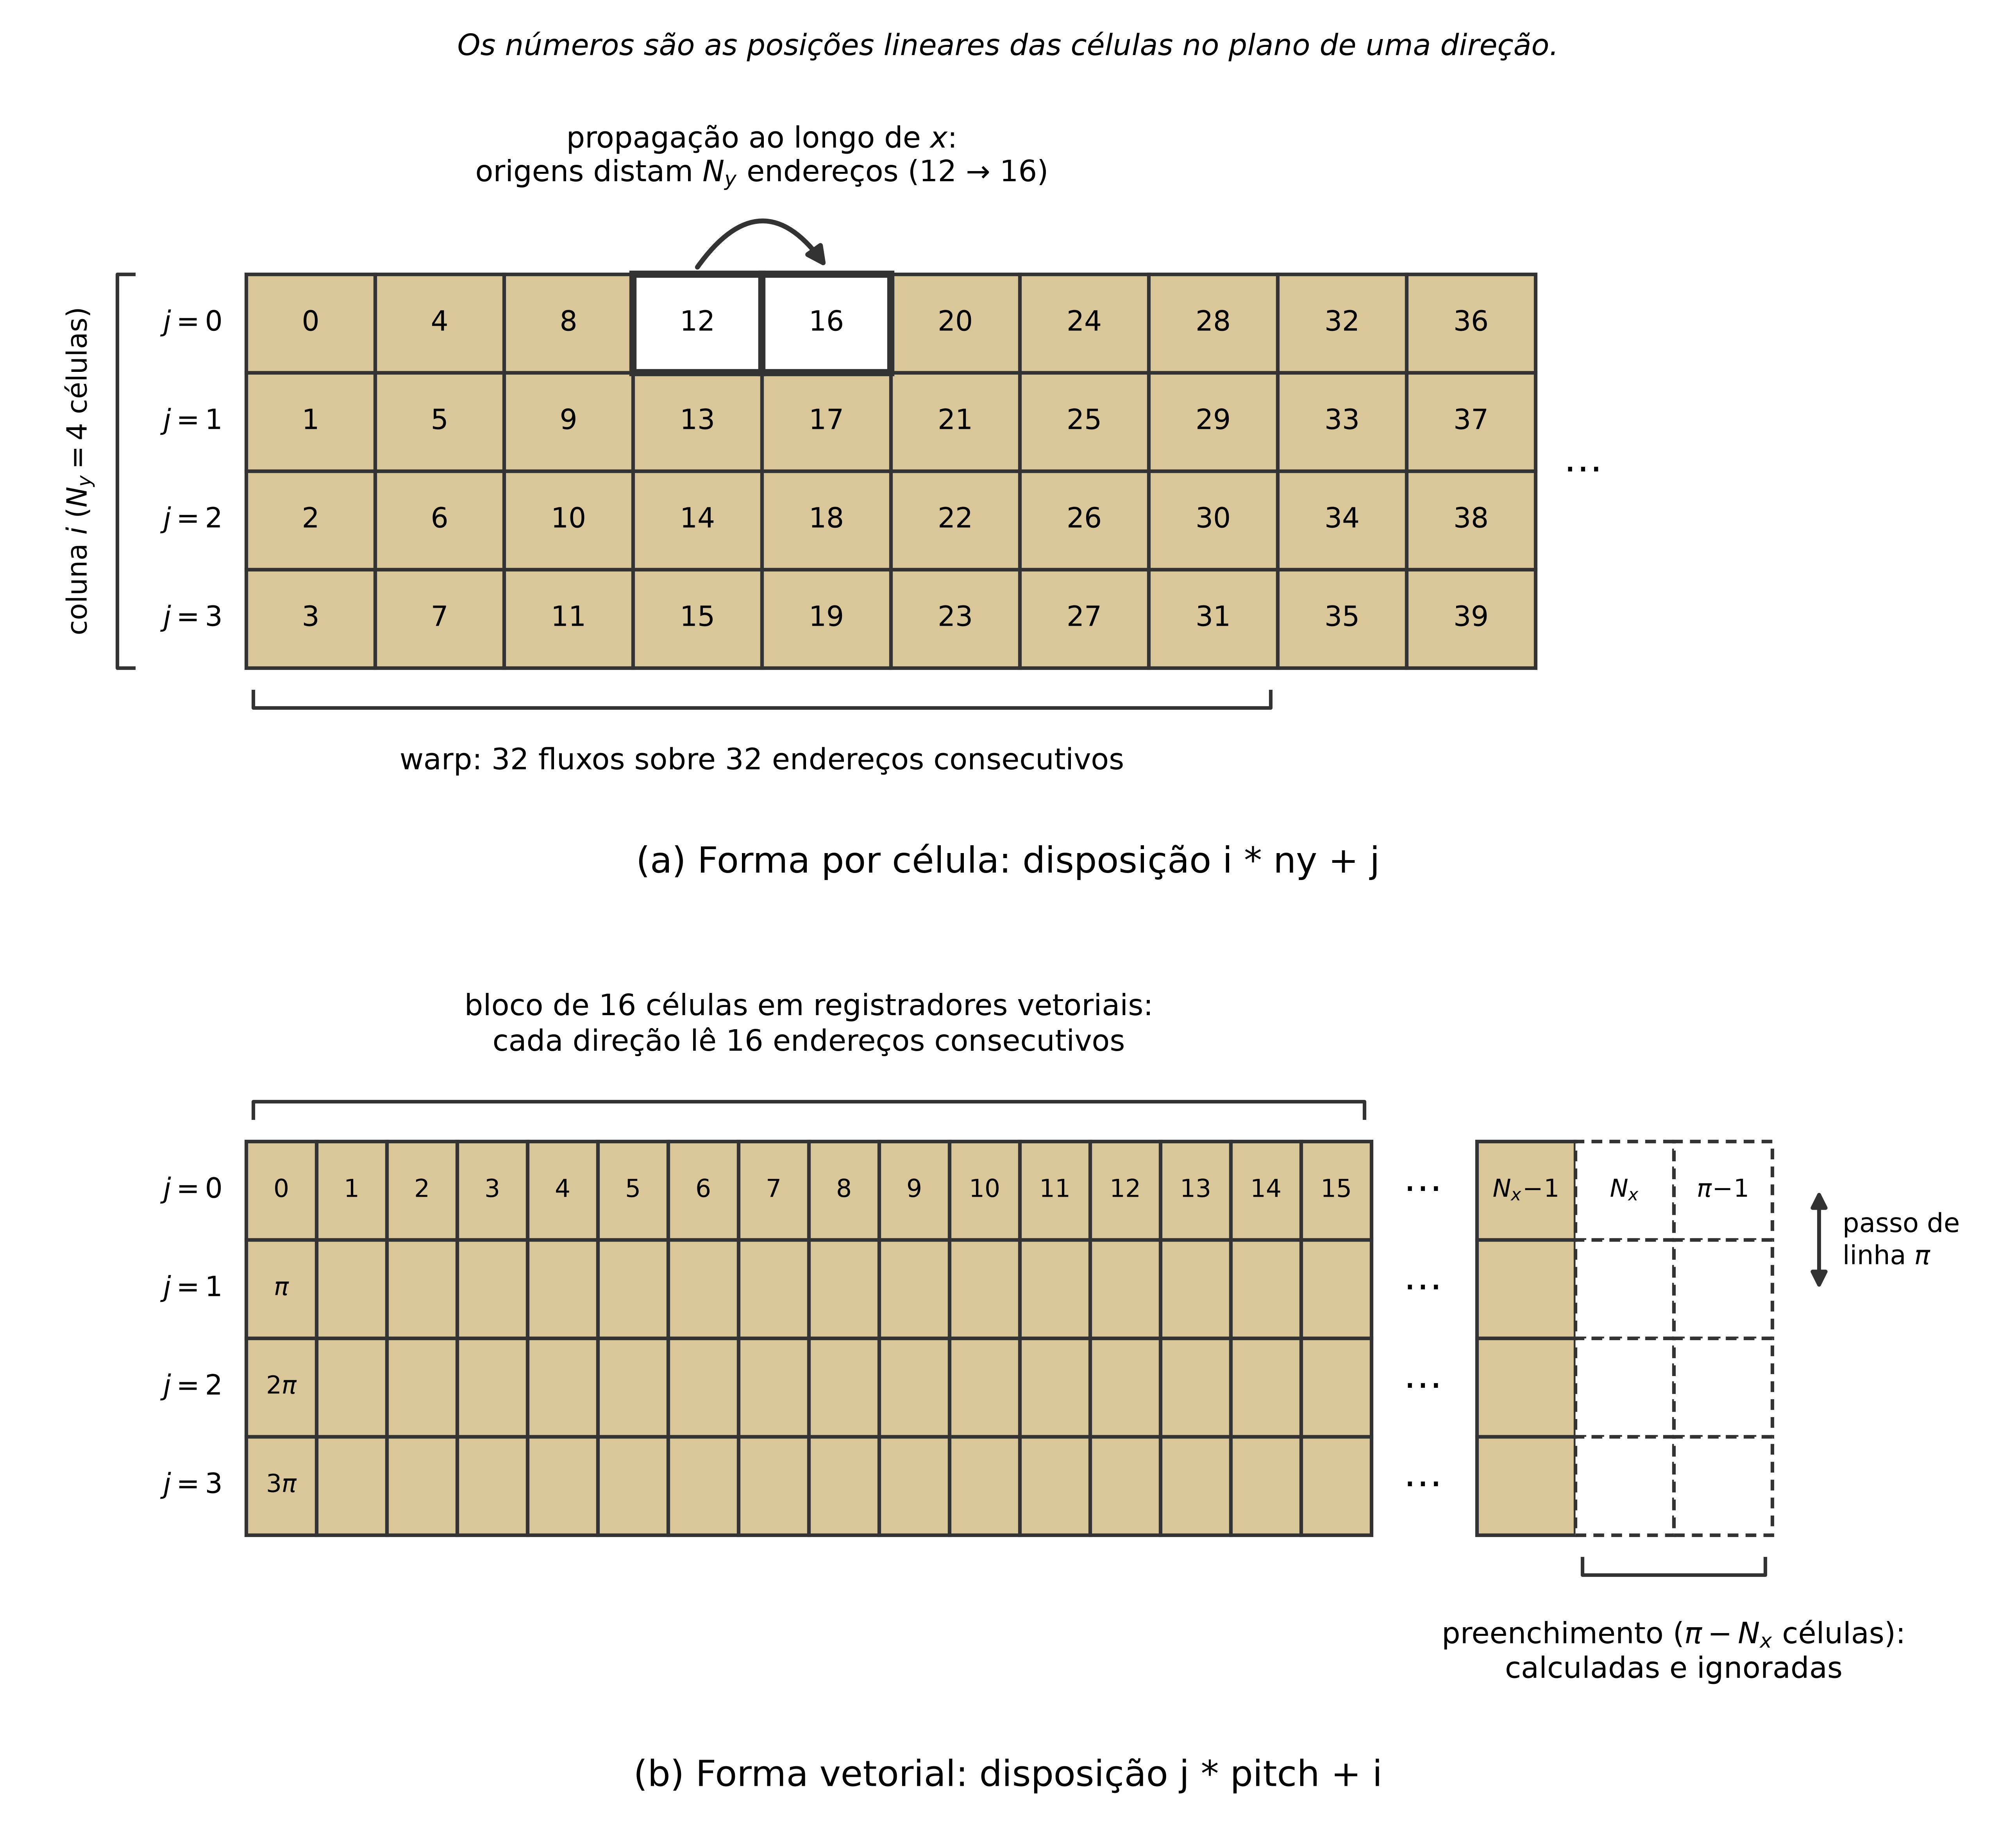 Os números são as posições lineares das células no plano de uma direção.
propagação ao longo de x:
origens distam N_y endereços (12 → 16)
coluna i (N_y = 4 células)
j = 0 0 4 8 12 16 20 24 28 32 36
j = 1 1 5 9 13 17 21 25 29 33 37
...
j = 2 2 6 10 14 18 22 26 30 34 38
j = 3 3 7 11 15 19 23 27 31 35 39
warp: 32 fluxos sobre 32 endereços consecutivos
(a) Forma por célula: disposição i * ny + j
bloco de 16 células em registradores vetoriais:
cada direção lê 16 endereços consecutivos
j = 0 0 1 2 3 4 5 6 7 8 9 10 11 12 13 14 15 ... N_x−1 N_x π−1
passo de
linha π
j = 1 π ...
j = 2 2π ...
j = 3 3π ...
preenchimento (π − N_x células):
calculadas e ignoradas
(b) Forma vetorial: disposição j * pitch + i